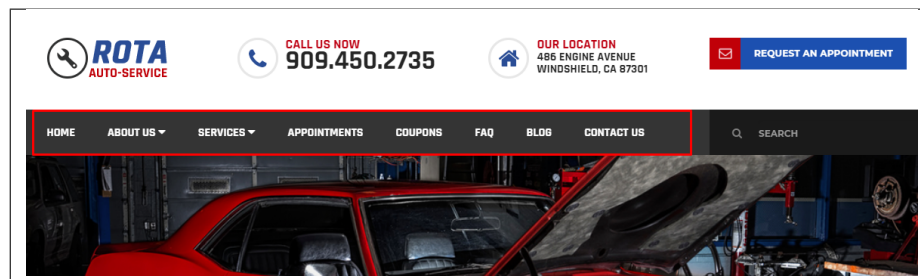 ROTA
AUTO-SERVICE
CALL US NOW
909.450.2735
OUR LOCATION
486 ENGINE AVENUE
WINDSHIELD, CA 87301
REQUEST AN APPOINTMENT
HOME ABOUT US SERVICES APPOINTMENTS COUPONS FAQ BLOG CONTACT US
SEARCH